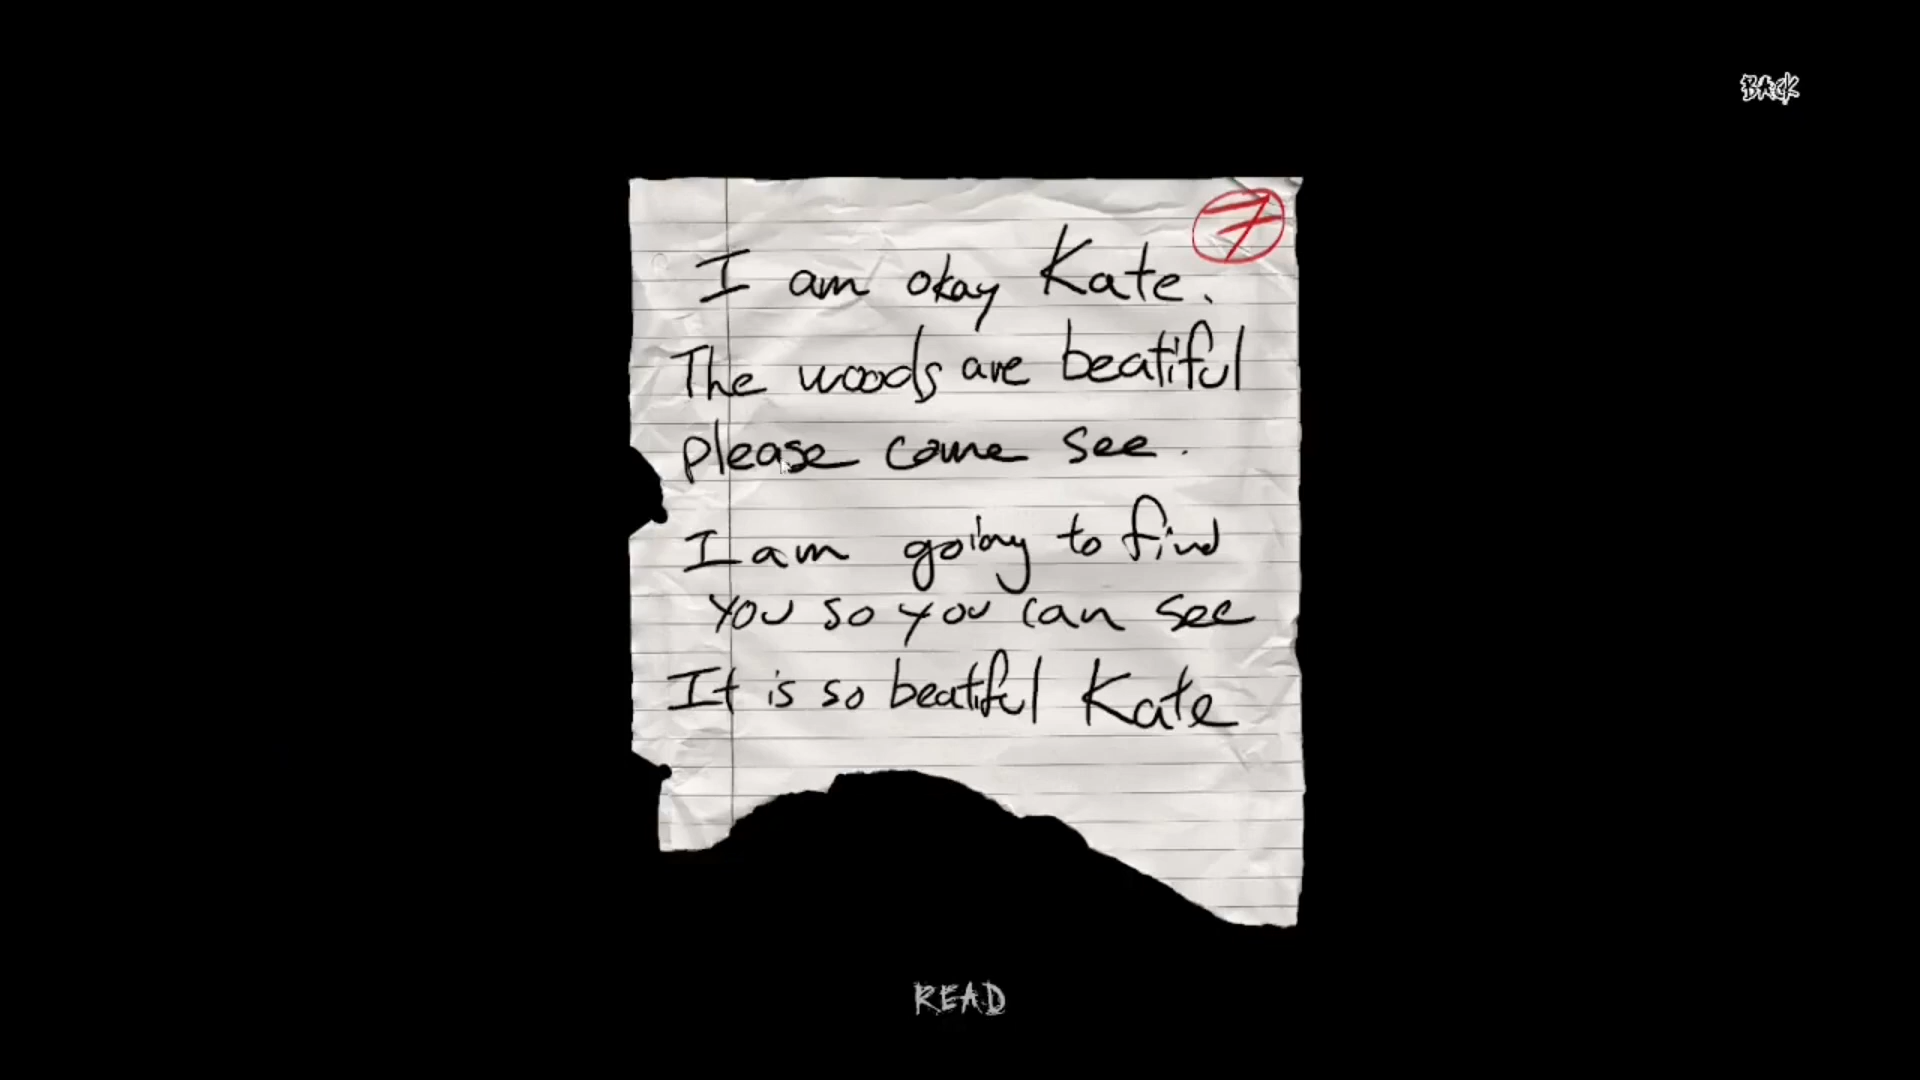 BACK
7
I am okay Kate.
The woods are beatiful
please come see.
I am going to find
you so you can see
It is so beatiful Kate
READ